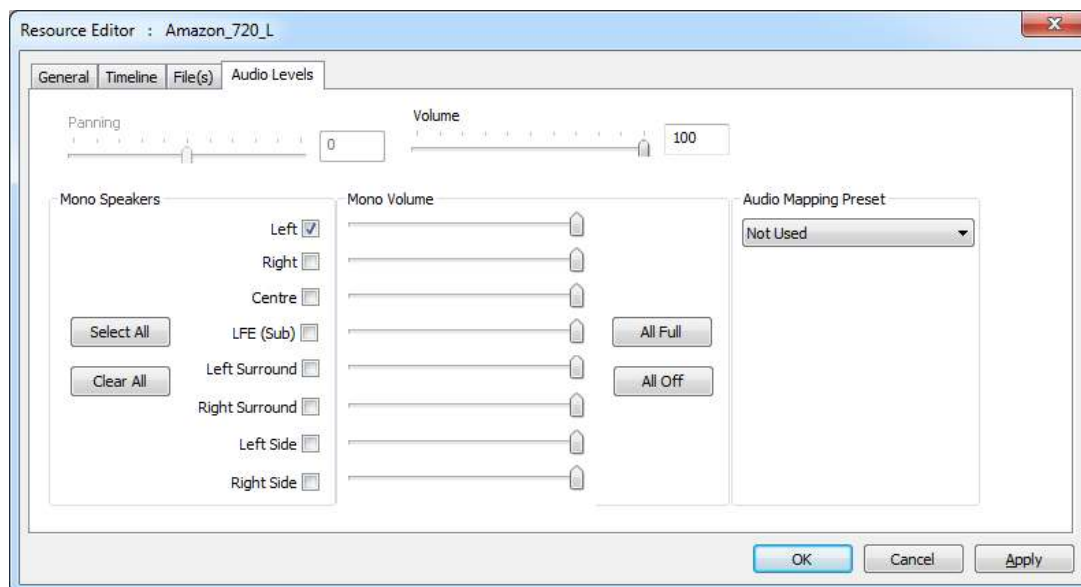 Resource Editor : Amazon_720_L
General Timeline File(s) Audio Levels
Panning
0
Volume
100
Mono Speakers
Left
Right
Centre
LFE (Sub)
Left Surround
Right Surround
Left Side
Right Side
Select All
Clear All
Mono Volume
All Full
All Off
Audio Mapping Preset
Not Used
OK Cancel Apply